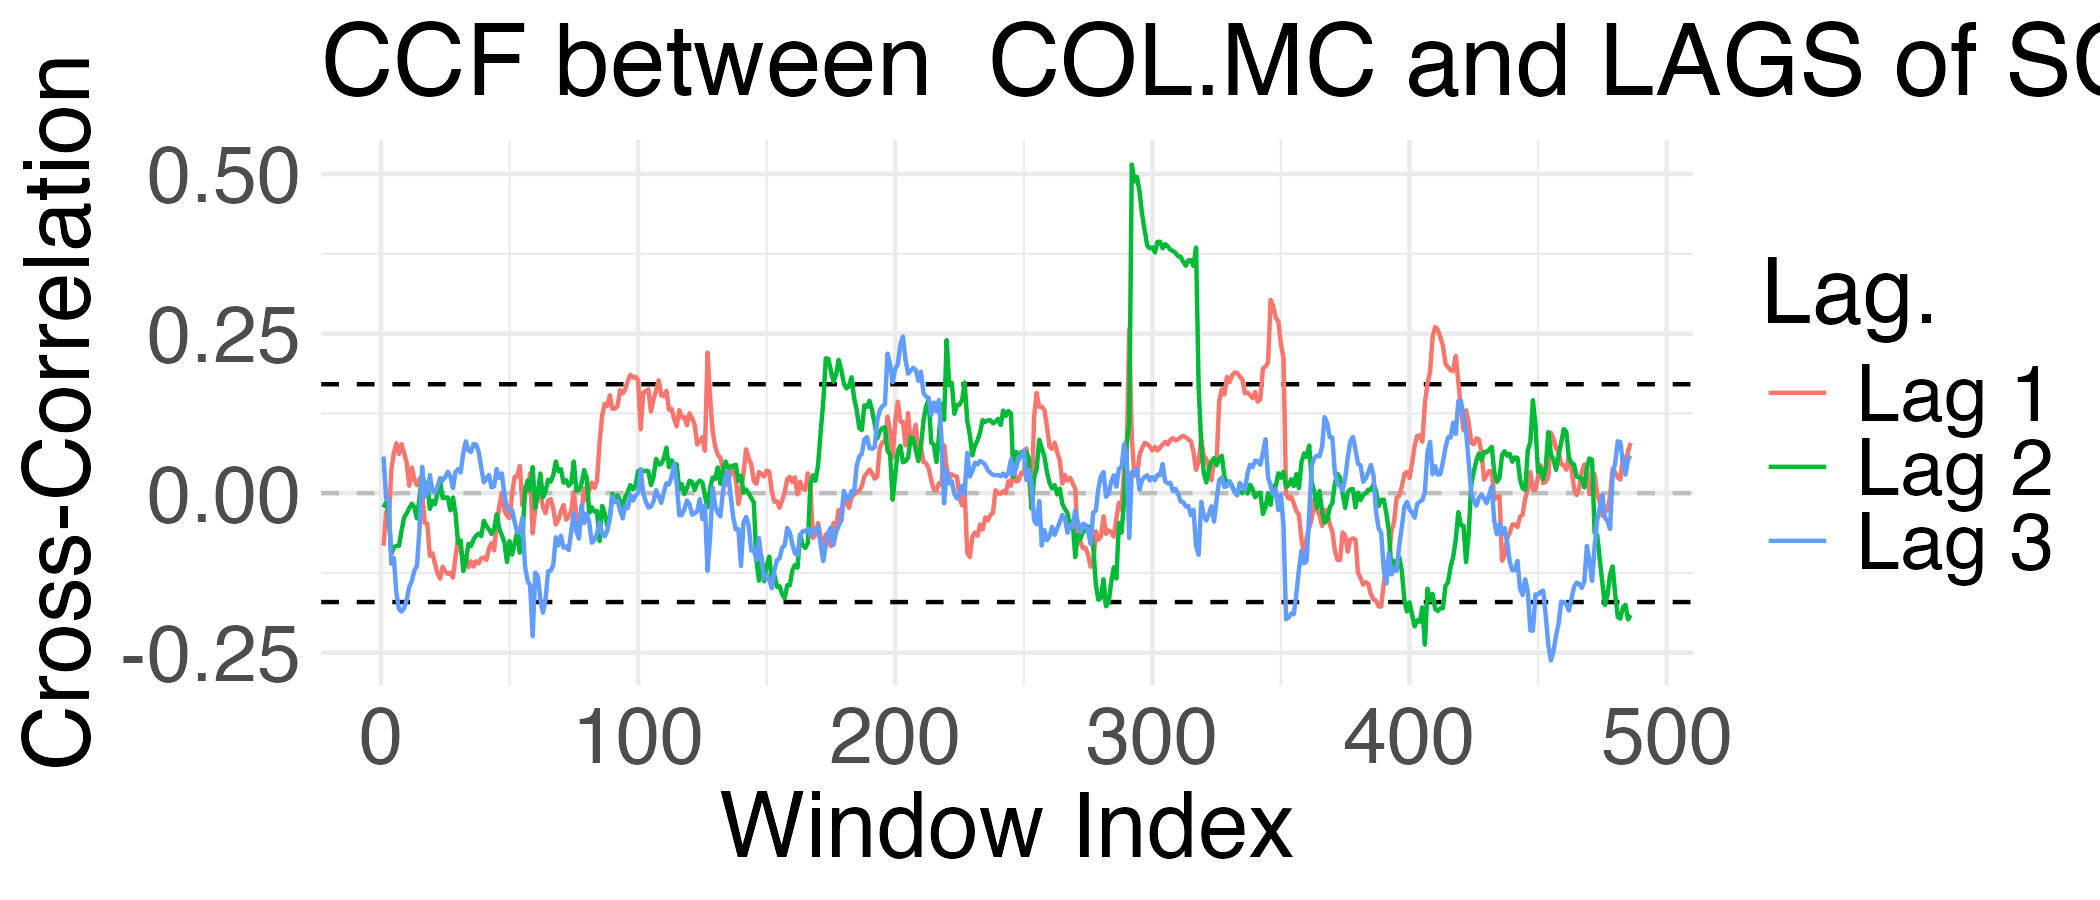 CCF between  COL.MC and LAGS of
Cross-Correlation
0.50
0.25
0.00
-0.25
0 100 200 300 400 500
Window Index
Lag.
Lag 1
Lag 2
Lag 3